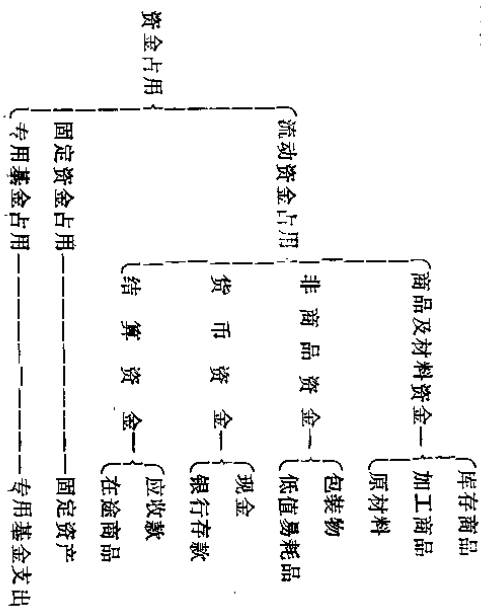 资金占用
流动资金占用
商品及材料资金
库存商品
加工商品
原材料
非商品资金
包装物
低值易耗品
货币资金
现金
银行存款
结算资金
应收款
在途商品
固定资金占用
固定资产
专用基金占用
专用基金支出